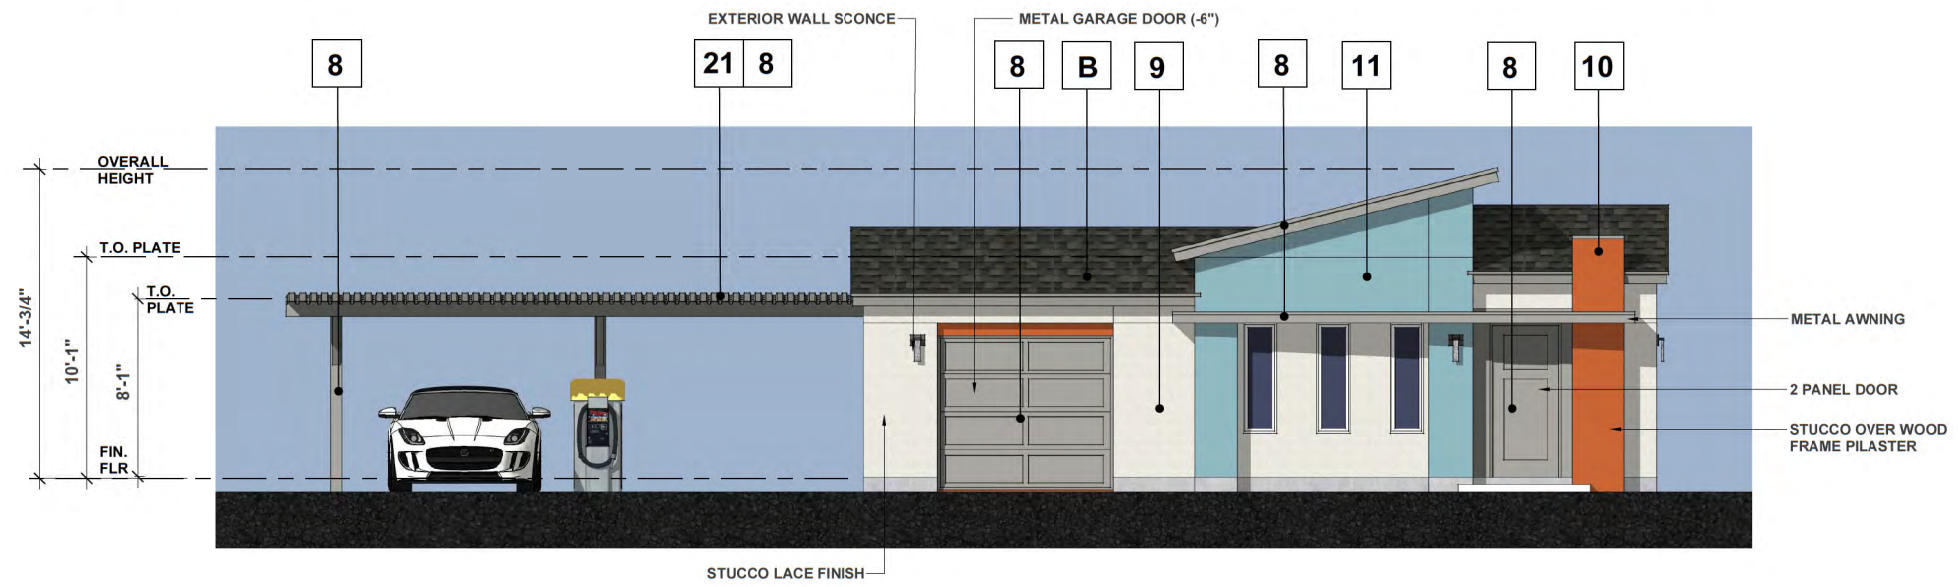 EXTERIOR WALL SCONCE
METAL GARAGE DOOR (-6")
8
21 8
8
B
9
8
11
8
10
OVERALL
HEIGHT
T.O. PLATE
T.O.
PLATE
14'-3/4"
10'-1"
8'-1"
FIN.
FLR
METAL AWNING
2 PANEL DOOR
STUCCO OVER WOOD
FRAME PILASTER
STUCCO LACE FINISH